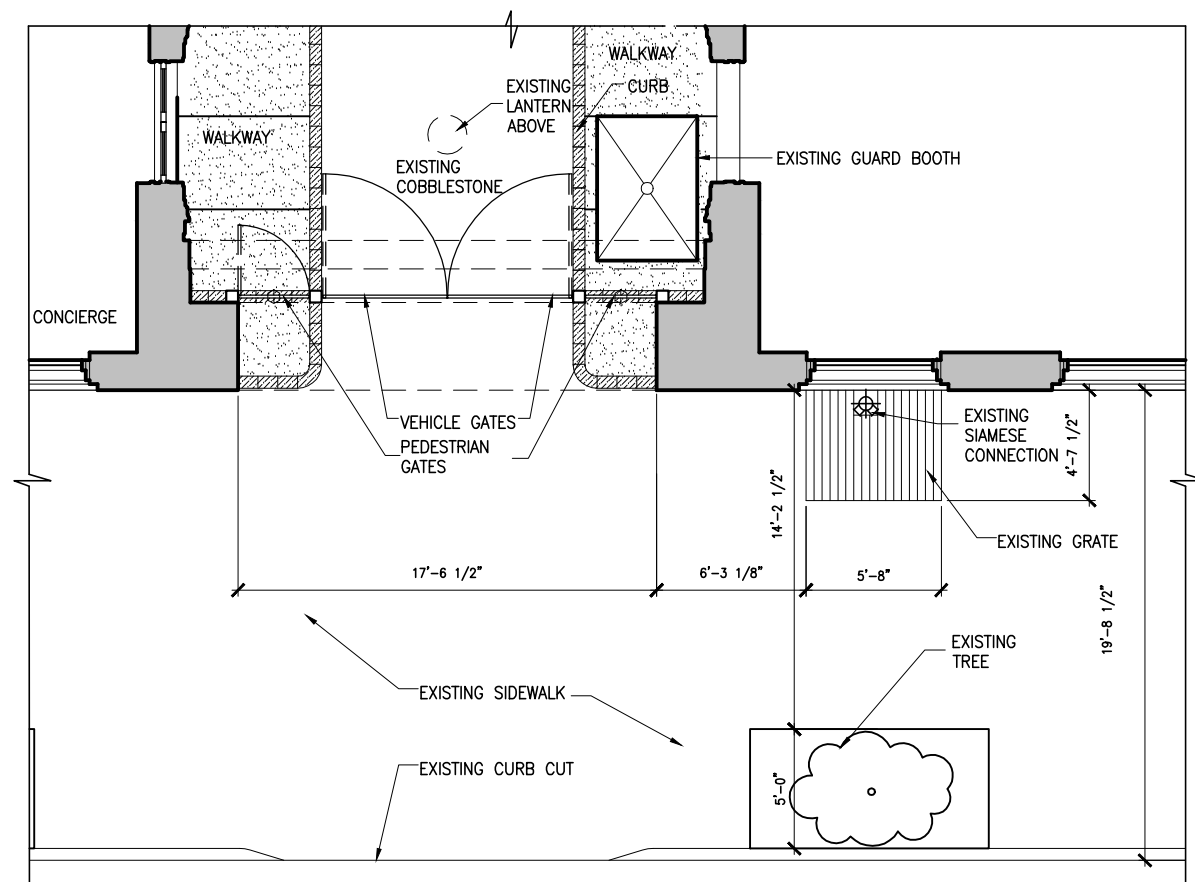 WALKWAY
EXISTING
LANTERN
ABOVE
CURB
WALKWAY
EXISTING GUARD BOOTH
EXISTING
COBBLESTONE
CONCIERGE
VEHICLE GATES
PEDESTRIAN
GATES
EXISTING
SIAMESE
CONNECTION
4'-7 1/2"
14'-2 1/2"
EXISTING GRATE
17'-6 1/2"
6'-3 1/8"
5'-8"
19'-8 1/2"
EXISTING
TREE
EXISTING SIDEWALK
EXISTING CURB CUT
5'-0"